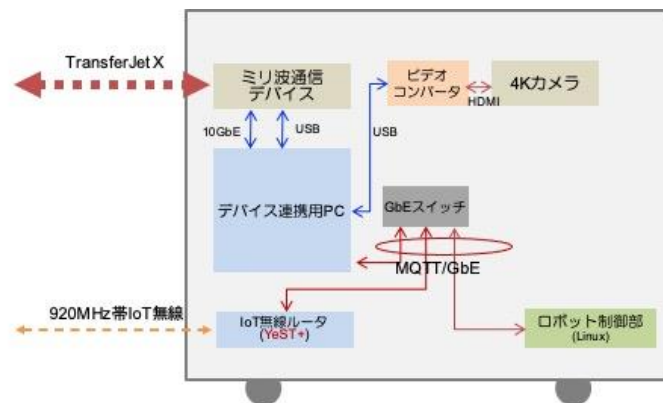 TransferJet X
ミリ波通信
デバイス
ビデオ
コンバータ
HDMI
4Kカメラ
10GbE
USB
USB
デバイス連携用PC
GbEスイッチ
MQTT/GbE
920MHz帯IoT無線
IoT無線ルータ
(YeST+)
ロボット制御部
(Linux)